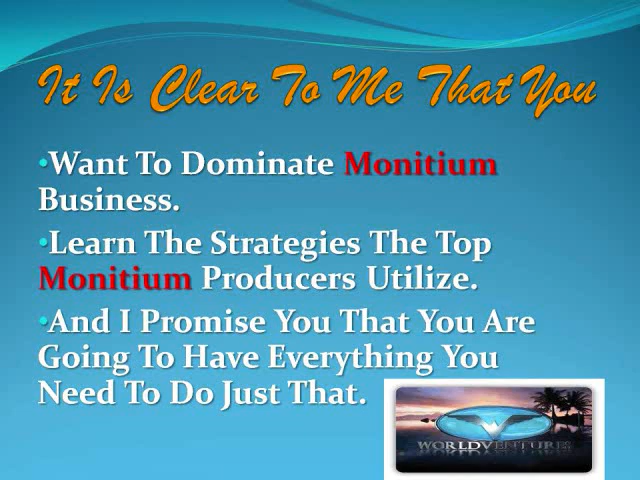 It Is Clear To Me That You
•Want To Dominate Monitium
Business.
•Learn The Strategies The Top
Monitium Producers Utilize.
•And I Promise You That You Are
Going To Have Everything You
Need To Do Just That.
WORLDVENTURES